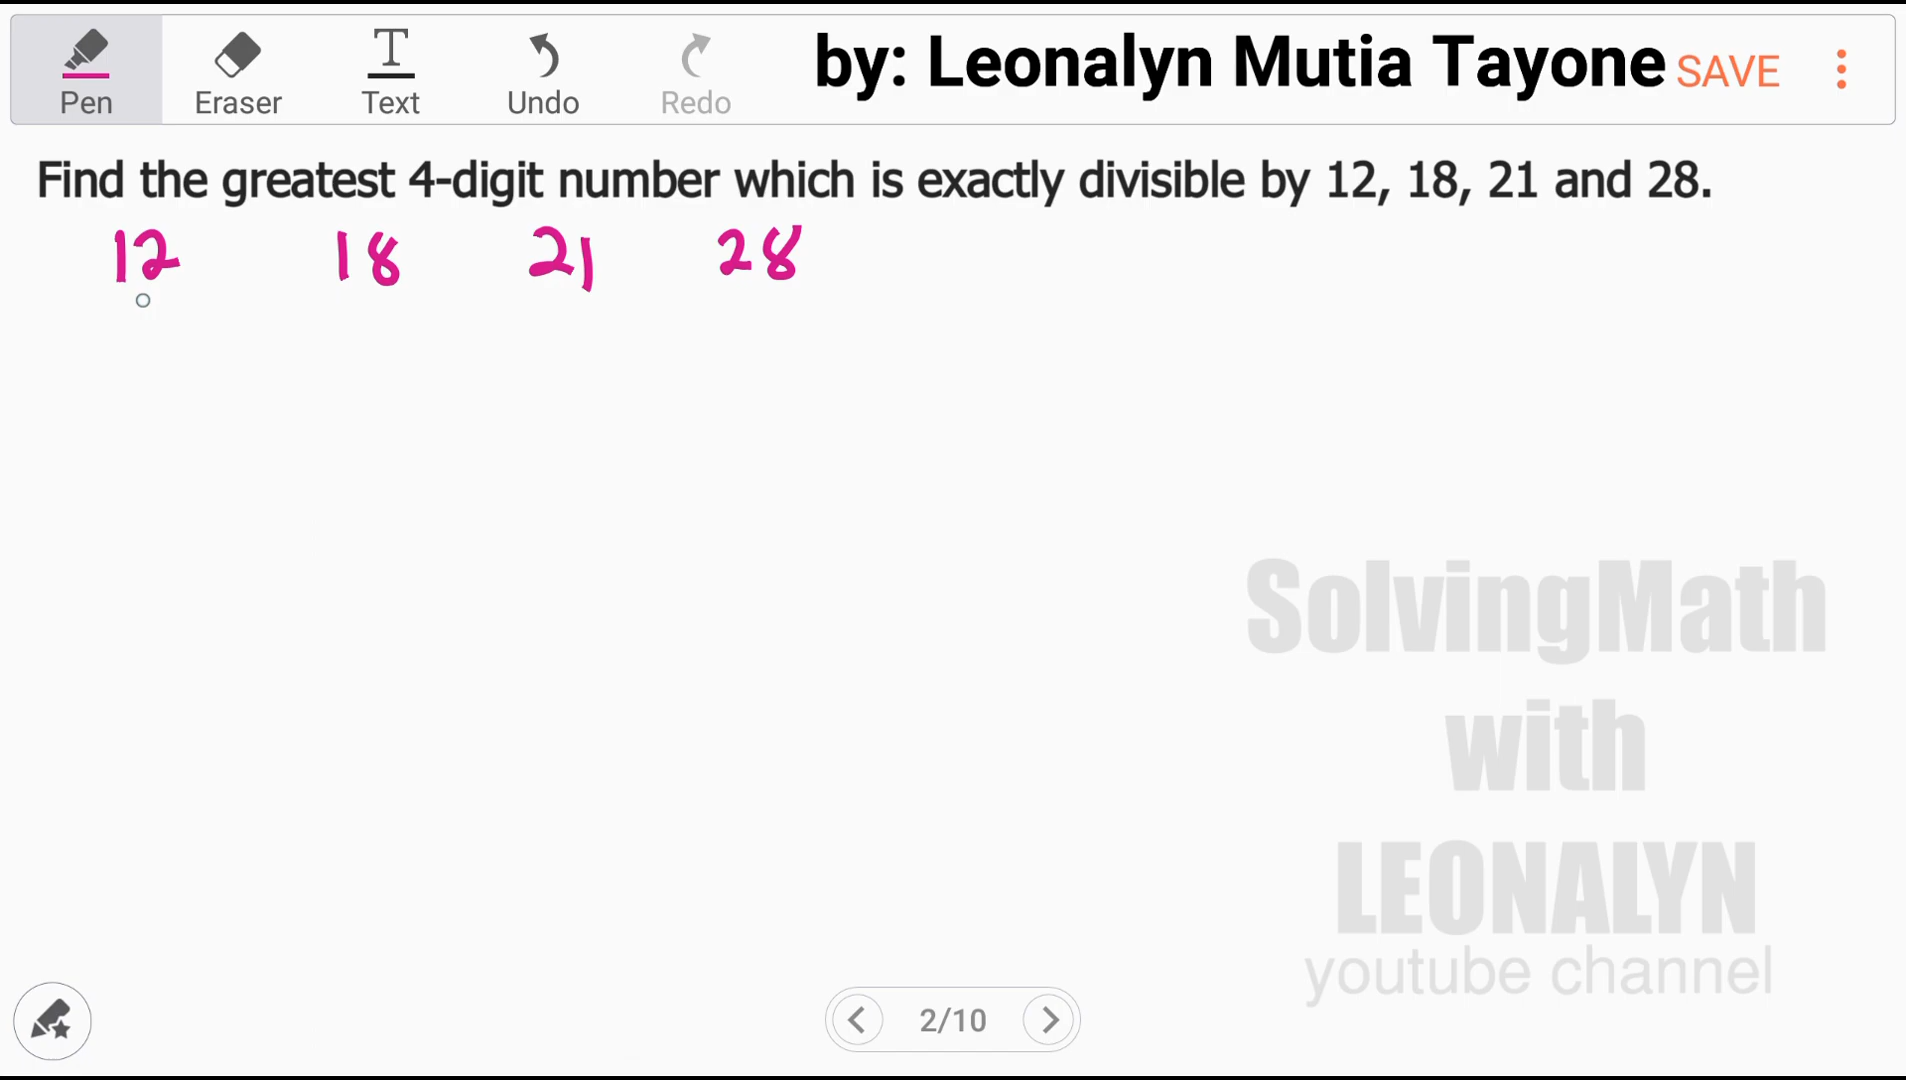 Pen Eraser Text Undo Redo by: Leonalyn Mutia Tayone SAVE
Find the greatest 4-digit number which is exactly divisible by 12, 18, 21 and 28.
12 18 21 28
SolvingMath
with
LEONALYN
youtube channel
2/10